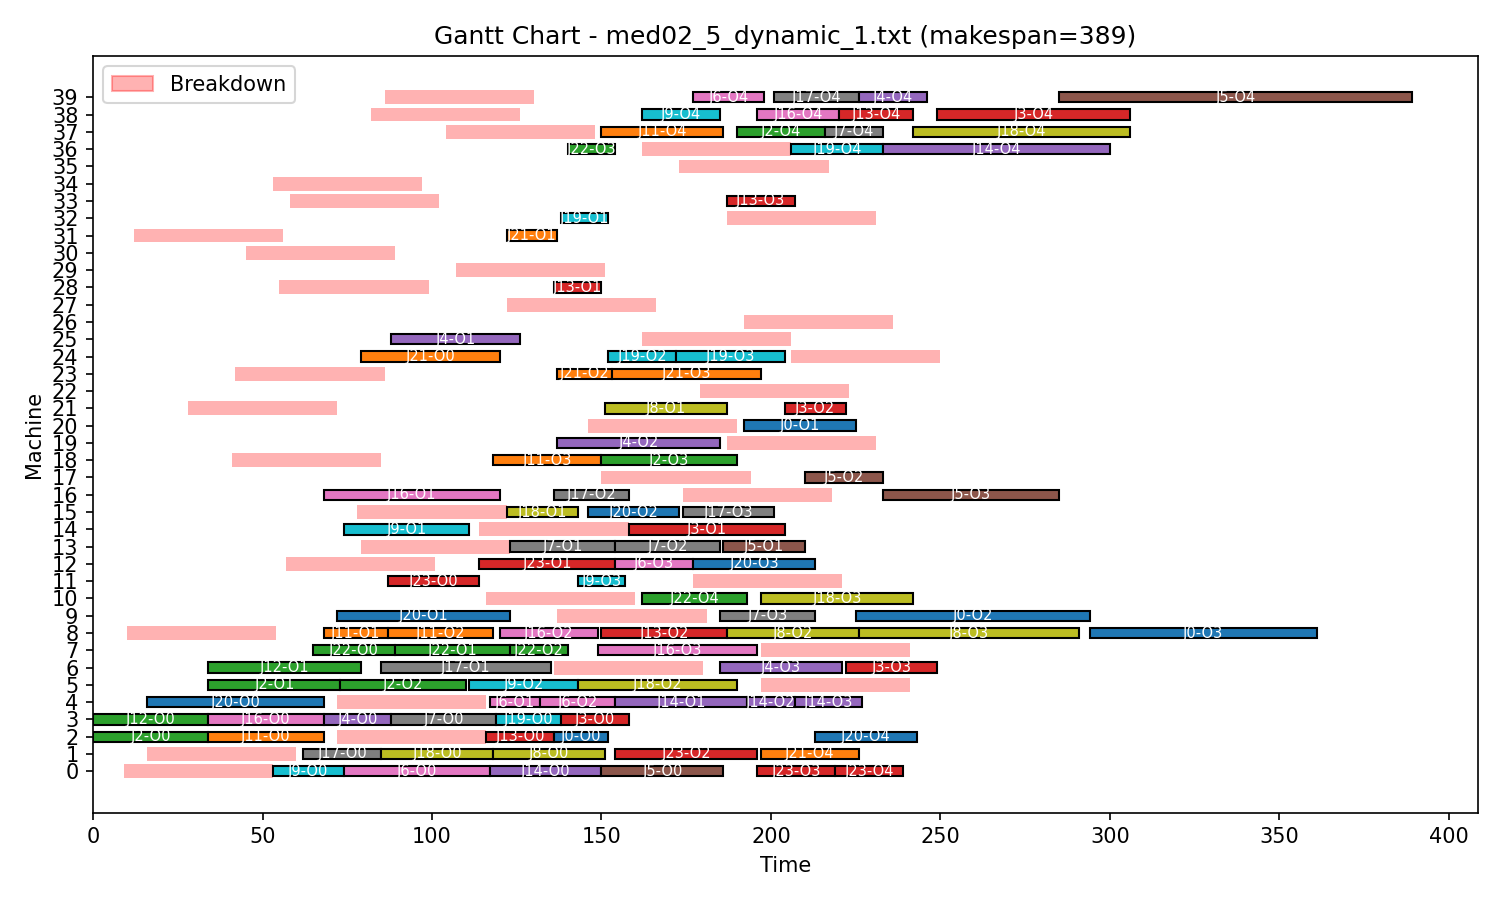 Gantt Chart - med02_5_dynamic_1.txt (makespan=389)
Breakdown
39 J6-O4 J17-O4 J4-O4 J5-O4
38 J9-O4 J16-O4 J13-O4 J3-O4
37 J11-O4 J2-O4 J7-O4 J18-O4
36 J22-O3 J19-O4 J14-O4
35
34
33 J13-O3
32 J19-O1
31 J21-O1
30
29
28 J13-O1
27
26
25 J4-O1
24 J21-O0 J19-O2 J19-O3
23 J21-O2 J21-O3
22
21 J8-O1 J3-O2
20 J0-O1
19 J4-O2
18 J11-O3 J2-O3
17 J5-O2
16 J16-O1 J17-O2 J5-O3
15 J18-O1 J20-O2 J17-O3
14 J9-O1 J3-O1
13 J7-O1 J7-O2 J5-O1
12 J23-O1 J6-O3 J20-O3
11 J23-O0 J9-O3
10 J22-O4 J18-O3
9 J20-O1 J7-O3 J0-O2
8 J11-O1 J11-O2 J16-O2 J13-O2 J8-O2 J8-O3 J0-O3
7 J22-O0 J22-O1 J22-O2 J16-O3
6 J12-O1 J17-O1 J4-O3 J3-O3
5 J2-O1 J2-O2 J9-O2 J18-O2
4 J20-O0 J6-O1 J6-O2 J14-O1 J14-O2 J14-O3
3 J12-O0 J16-O0 J4-O0 J7-O0 J19-O0 J3-O0
2 J2-O0 J11-O0 J13-O0 J0-O0 J20-O4
1 J17-O0 J18-O0 J8-O0 J23-O2 J21-O4
0 J9-O0 J6-O0 J14-O0 J5-O0 J23-O3 J23-O4
Machine
0 50 100 150 200 250 300 350 400
Time